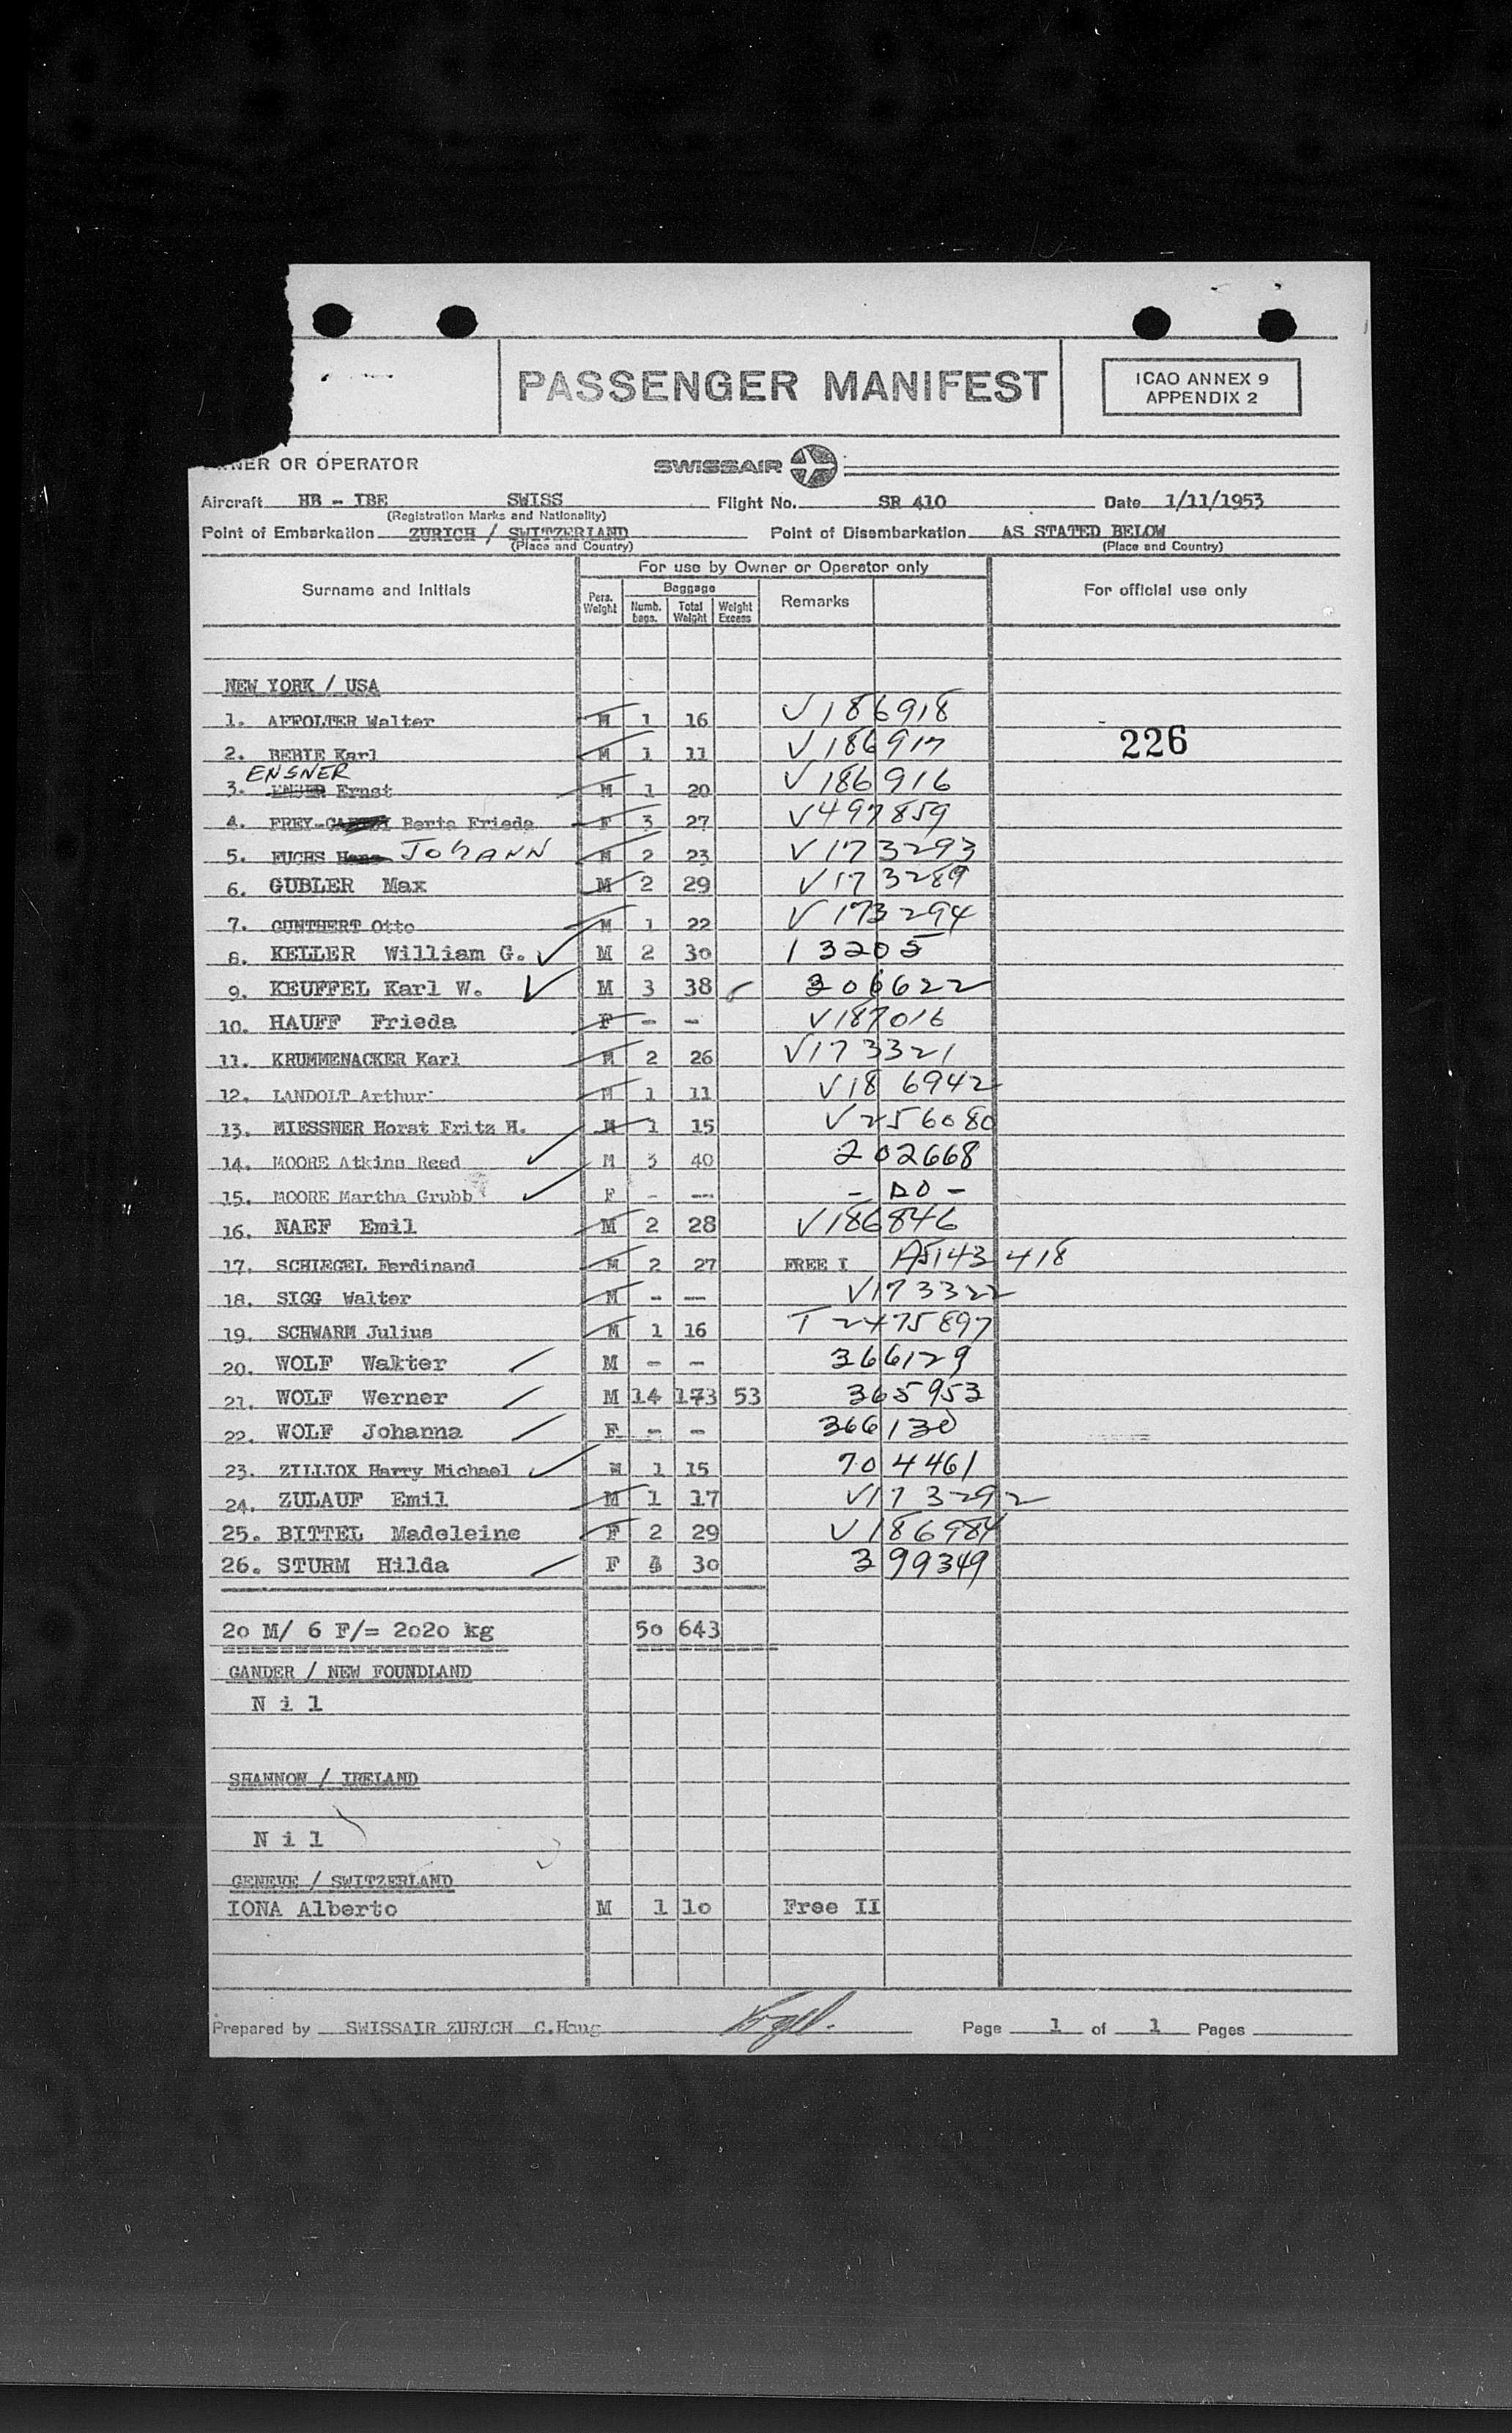 PASSENGER MANIFEST
ICAO ANNEX 9
APPENDIX 2
OWNER OR OPERATOR SWISSAIR
Aircraft HB - IBE SWISS Flight No. SR 410 Date 1/11/1953
(Registration Marks and Nationality)
Point of Embarkation ZURICH / SWITZERLAND Point of Disembarkation AS STATED BELOW
(Place and Country) (Place and Country)
For use by Owner or Operator only
Surname and Initials Pers. Weight Baggage Numb. bags. Total Weight Weight Excess Remarks For official use only
NEW YORK / USA
1. AFFOLTER Walter M 1 16 V186918
2. BEBIE Karl M 1 11 V186917
226
ENSNER
3. Ernst M 1 20 V186916
4. FREY- Berta Frieda F 3 27 V497859
5. FUCHS Hans JOhANN M 2 23 V173293
6. GUBLER Max M 2 29 V173289
7. GUNTHERT Otto M 1 22 V173294
8. KELLER William G. M 2 30 13205
9. KEUFFEL Karl W. M 3 38 306622
10. HAUFF Frieda F - - V187016
11. KRUMMENACKER Karl M 2 26 V173321
12. LANDOLT Arthur M 1 11 V186942
13. MIESSNER Horst Fritz H. M 1 15 V256080
14. MOORE Atkins Reed M 3 40 202668
15. MOORE Martha Grubb F - -- - DO -
16. NAEF Emil M 2 28 V186846
17. SCHIEGEL Ferdinand M 2 27 FREE I 143418
18. SIGG Walter M - -- V173322
19. SCHWARM Julius M 1 16 T2475897
20. WOLF Wakter M - - 366129
21. WOLF Werner M 14 173 53 365953
22. WOLF Johanna F - - 366130
23. ZILLIOX Harry Michael M 1 15 704461
24. ZULAUF Emil M 1 17 V173292
25. BITTEL Madeleine F 2 29 V186984
26. STURM Hilda F 30 399349
20 M/ 6 F/= 2020 kg 50 643
GANDER / NEW FOUNDLAND
N i l
SHANNON / IRELAND
N i l
GENEVE / SWITZERLAND
IONA Alberto M 1 10 Free II
Prepared by SWISSAIR ZURICH C.Haug Page 1 of 1 Pages